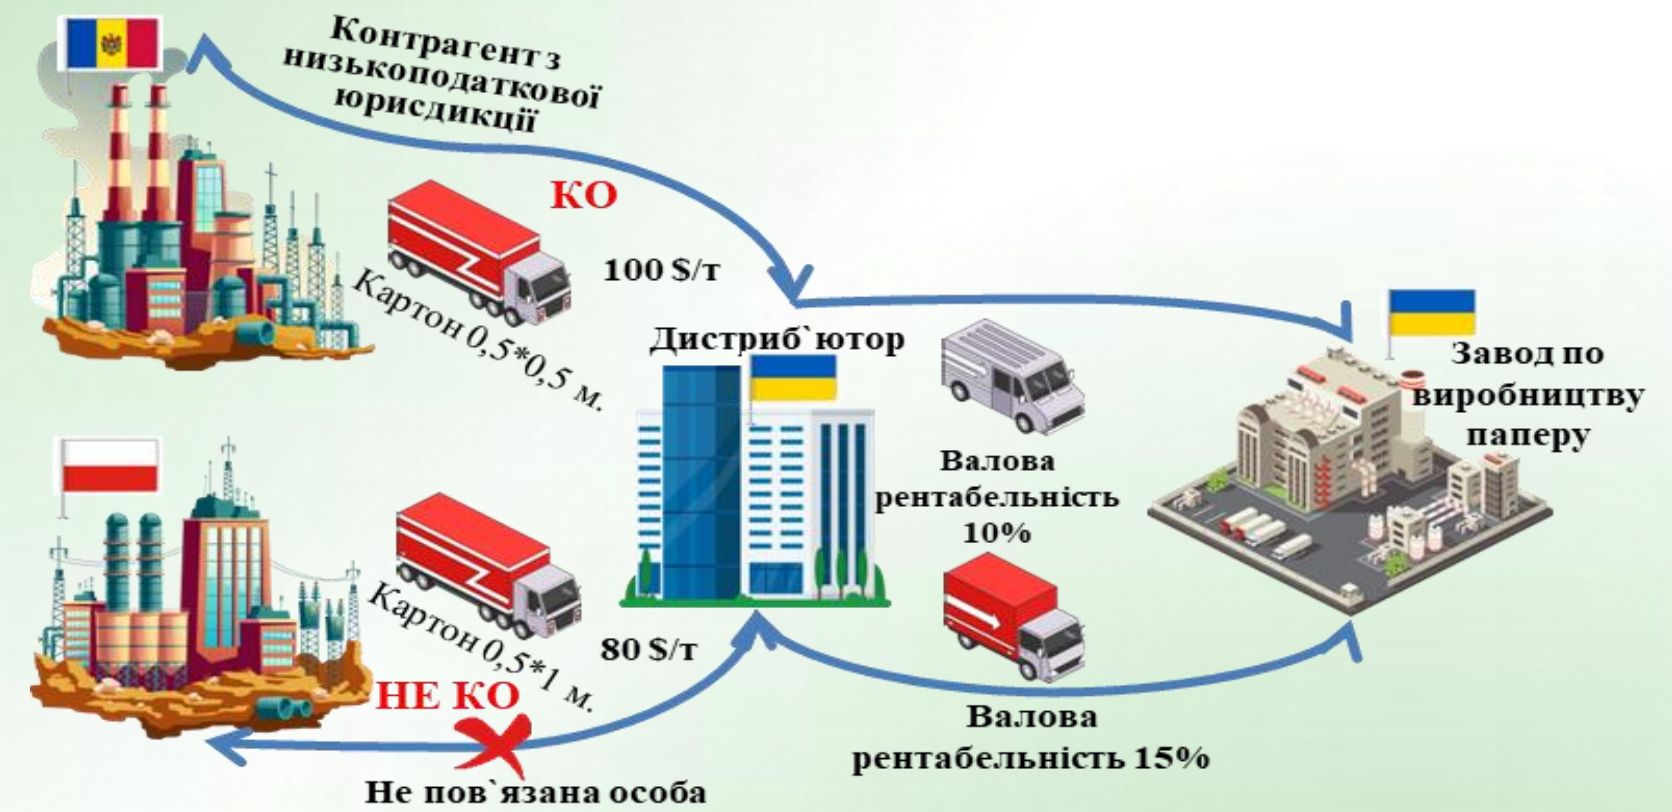 Контрагент з
низькоподаткової
юрисдикції
КО
100 $/т
Картон 0,5*0,5 м.
Дистриб`ютор
Завод по
виробництву
паперу
Валова
рентабельність
10%
Картон 0,5*1 м.
80 $/т
НЕ КО
Не пов`язана особа
Валова
рентабельність 15%